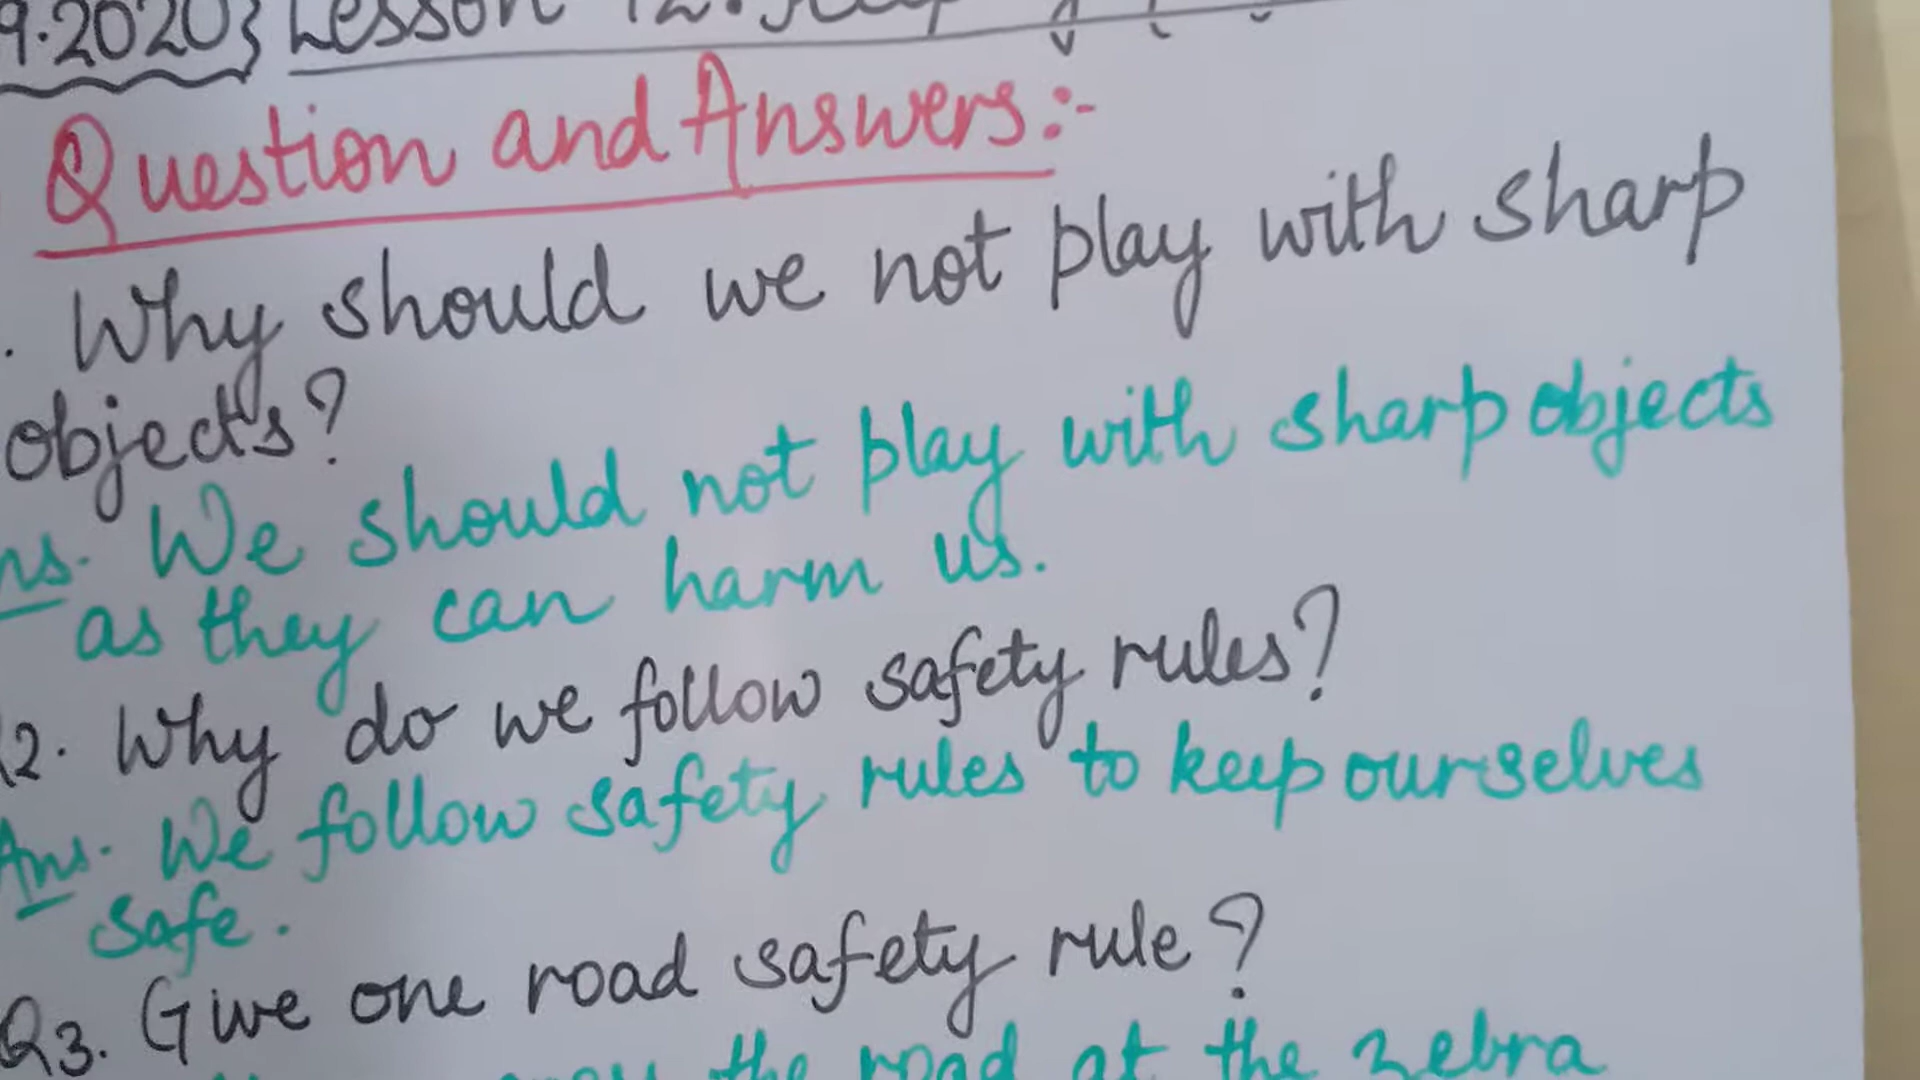 9.2020} Lesson 12:
Question and Answers:-
. Why should we not play with sharp
objects?
ns. We should not play with sharp objects
as they can harm us.
2. Why do we follow safety rules?
Ans. We follow safety rules to keep ourselves
safe.
Q3. Give one road safety rule?
the road at the zebra